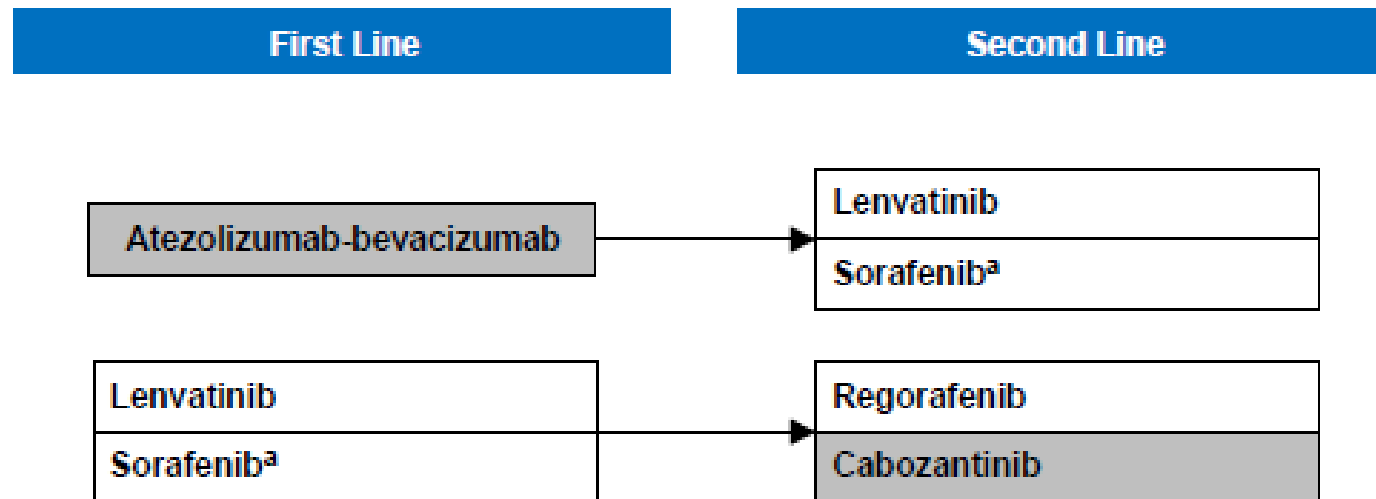 First Line
Second Line
Atezolizumab-bevacizumab
Lenvatinib
Sorafenibᵃ
Lenvatinib
Sorafenibᵃ
Regorafenib
Cabozantinib